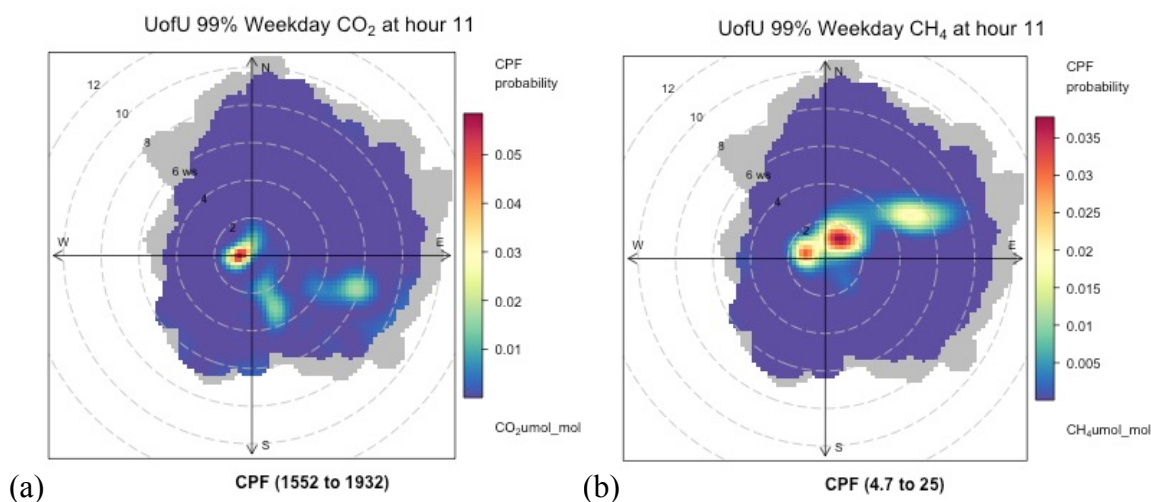 UofU 99% Weekday CO₂ at hour 11
N
W
E
S
2
4
6 ws
8
10
12
CPF
probability
0.05
0.04
0.03
0.02
0.01
CO₂umol_mol
CPF (1552 to 1932)
(a)
UofU 99% Weekday CH₄ at hour 11
N
W
E
S
2
4
6 ws
8
10
12
CPF
probability
0.035
0.03
0.025
0.02
0.015
0.01
0.005
CH₄umol_mol
CPF (4.7 to 25)
(b)